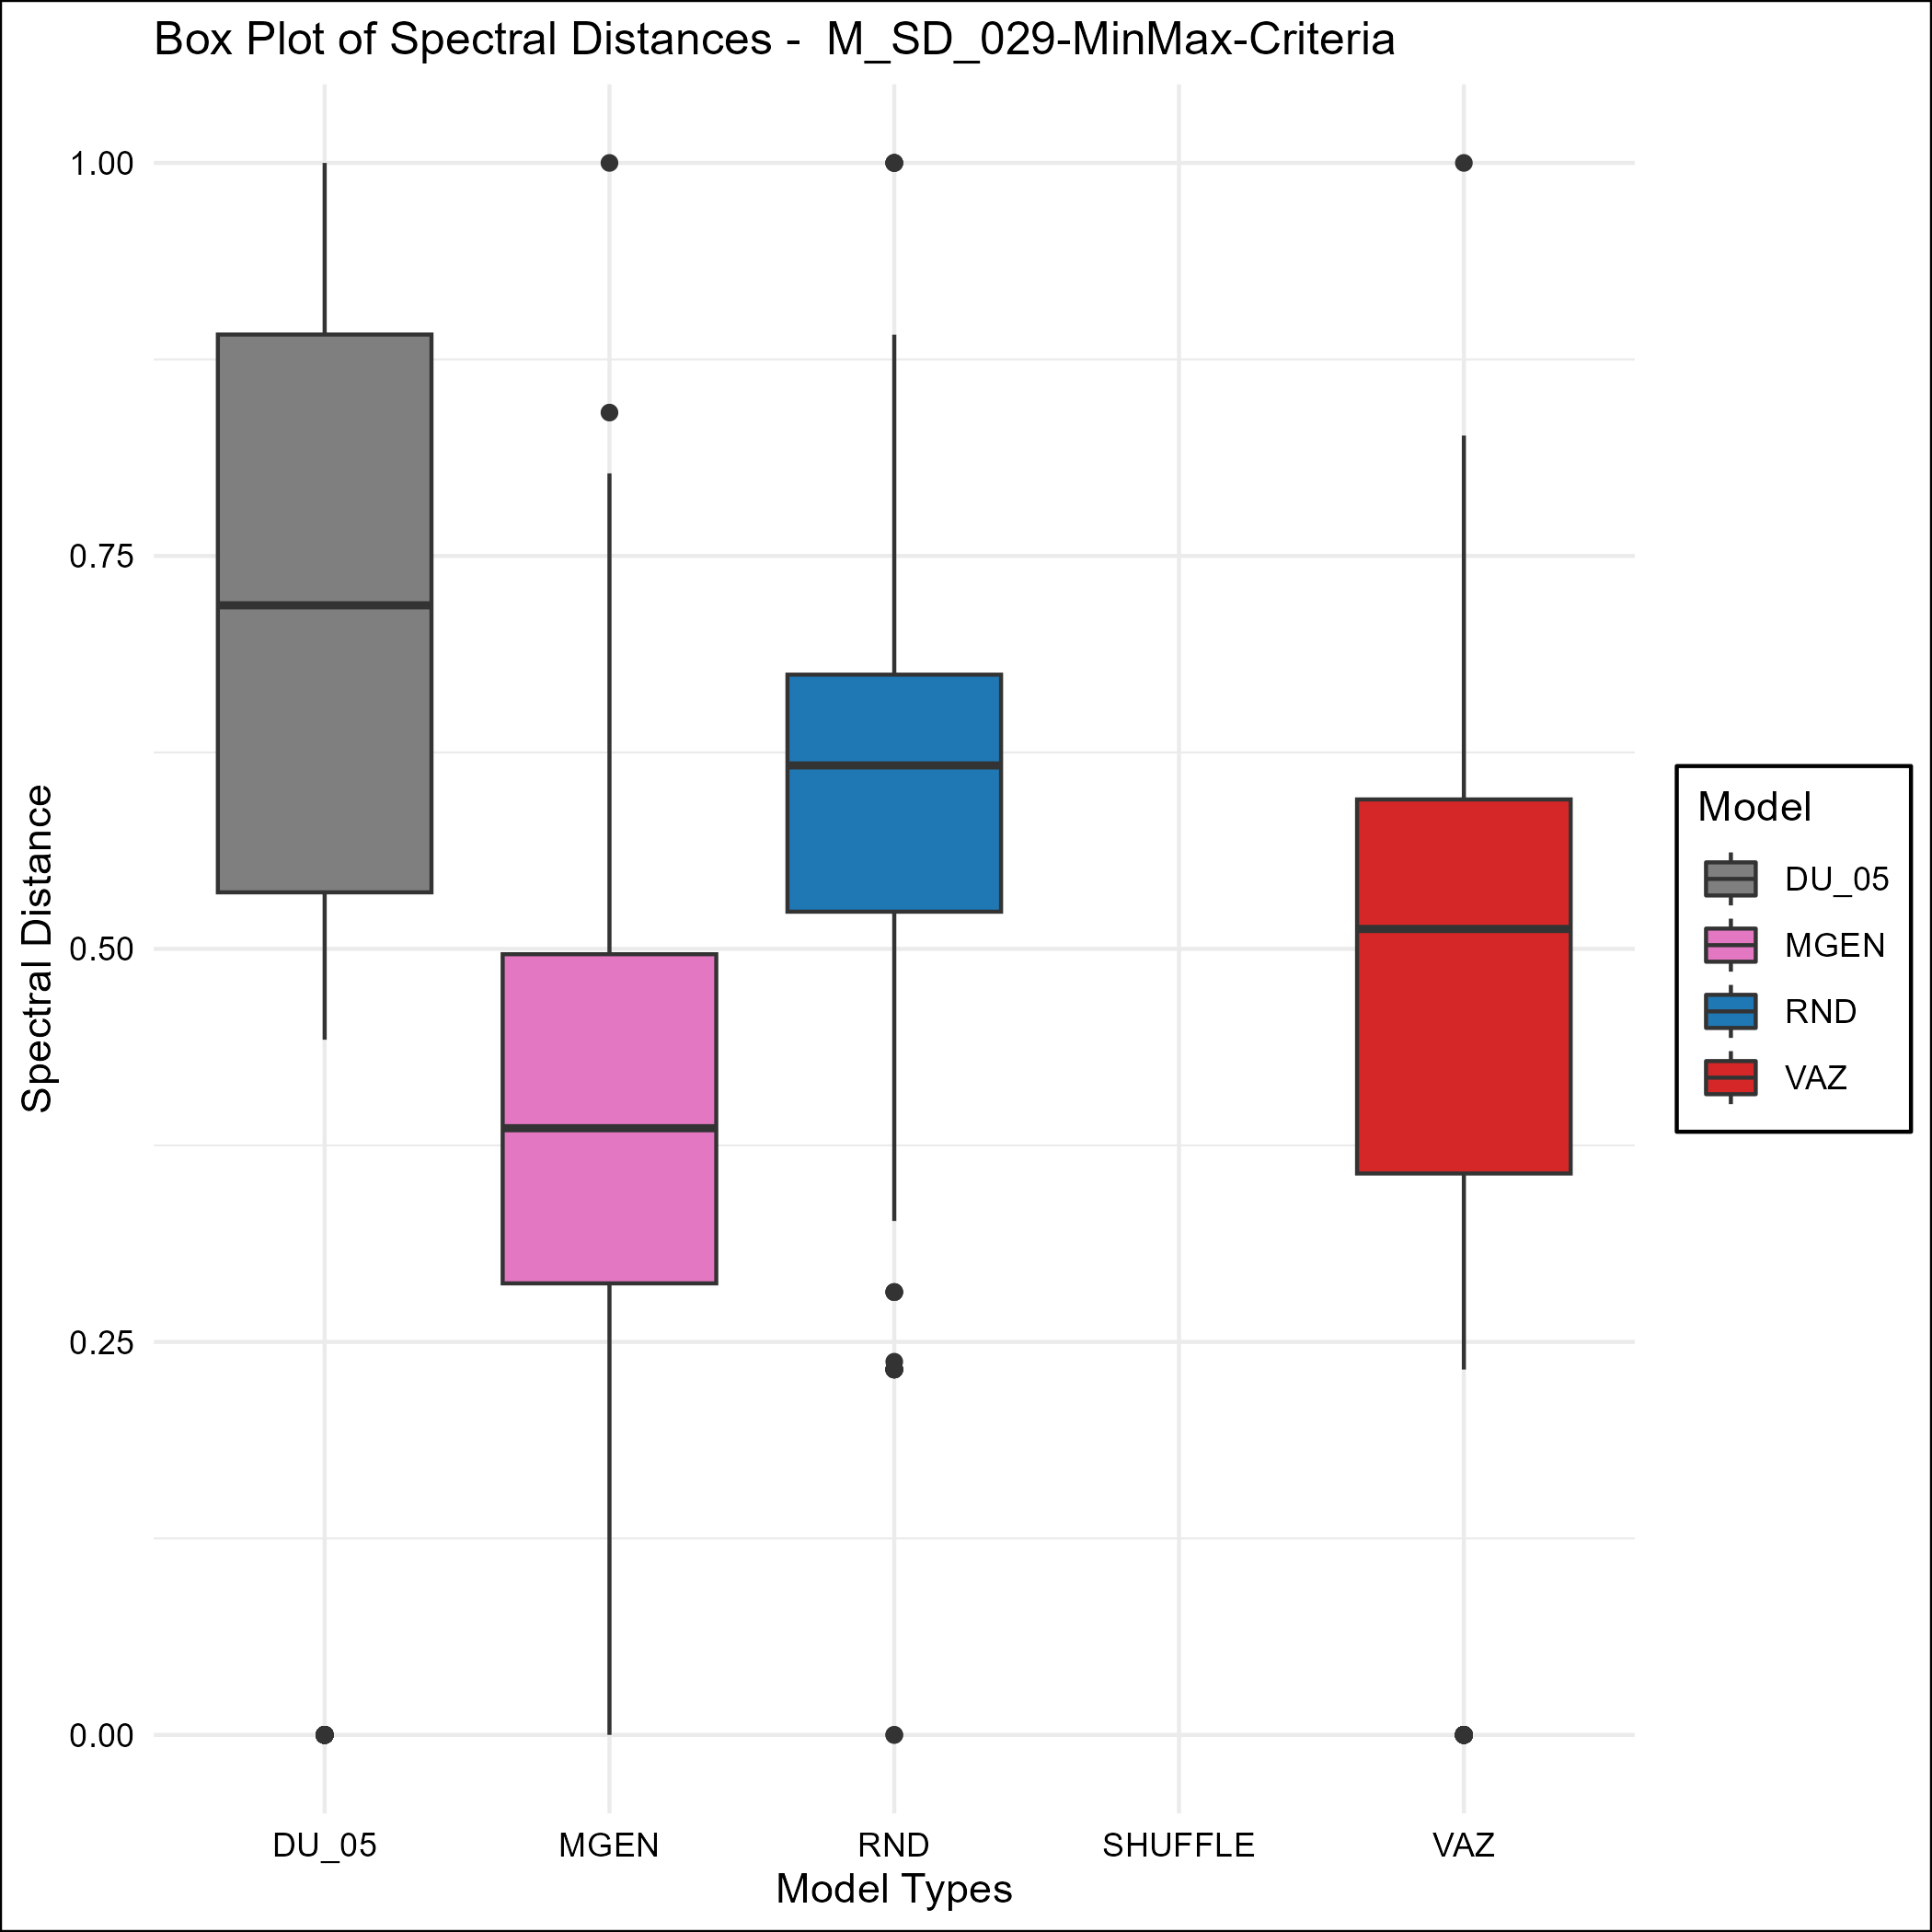 Box Plot of Spectral Distances -  M_SD_029-MinMax-Criteria
1.00
0.75
0.50
0.25
0.00
Spectral Distance
DU_05
MGEN
RND
SHUFFLE
VAZ
Model Types
Model
DU_05
MGEN
RND
VAZ